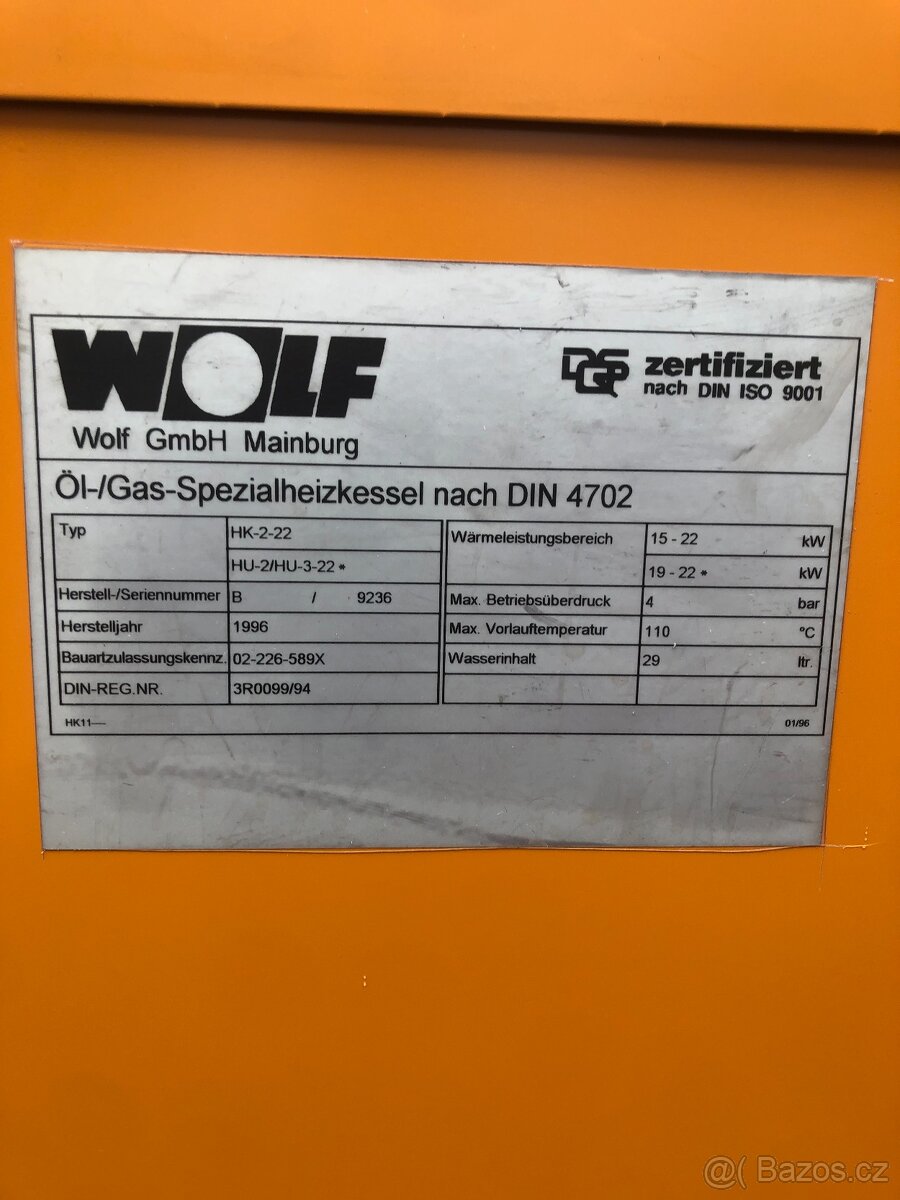 WOLF
Wolf GmbH Mainburg
DQS zertifiziert
nach DIN ISO 9001
Öl-/Gas-Spezialheizkessel nach DIN 4702
Typ HK-2-22
HU-2/HU-3-22 *
Herstell-/Seriennummer B / 9236
Herstelljahr 1996
Bauartzulassungskennz. 02-226-589X
DIN-REG.NR. 3R0099/94
Wärmeleistungsbereich 15 - 22 kW
19 - 22 * kW
Max. Betriebsüberdruck 4 bar
Max. Vorlauftemperatur 110 °C
Wasserinhalt 29 ltr.
HK11---- 01/96
@( Bazos.cz